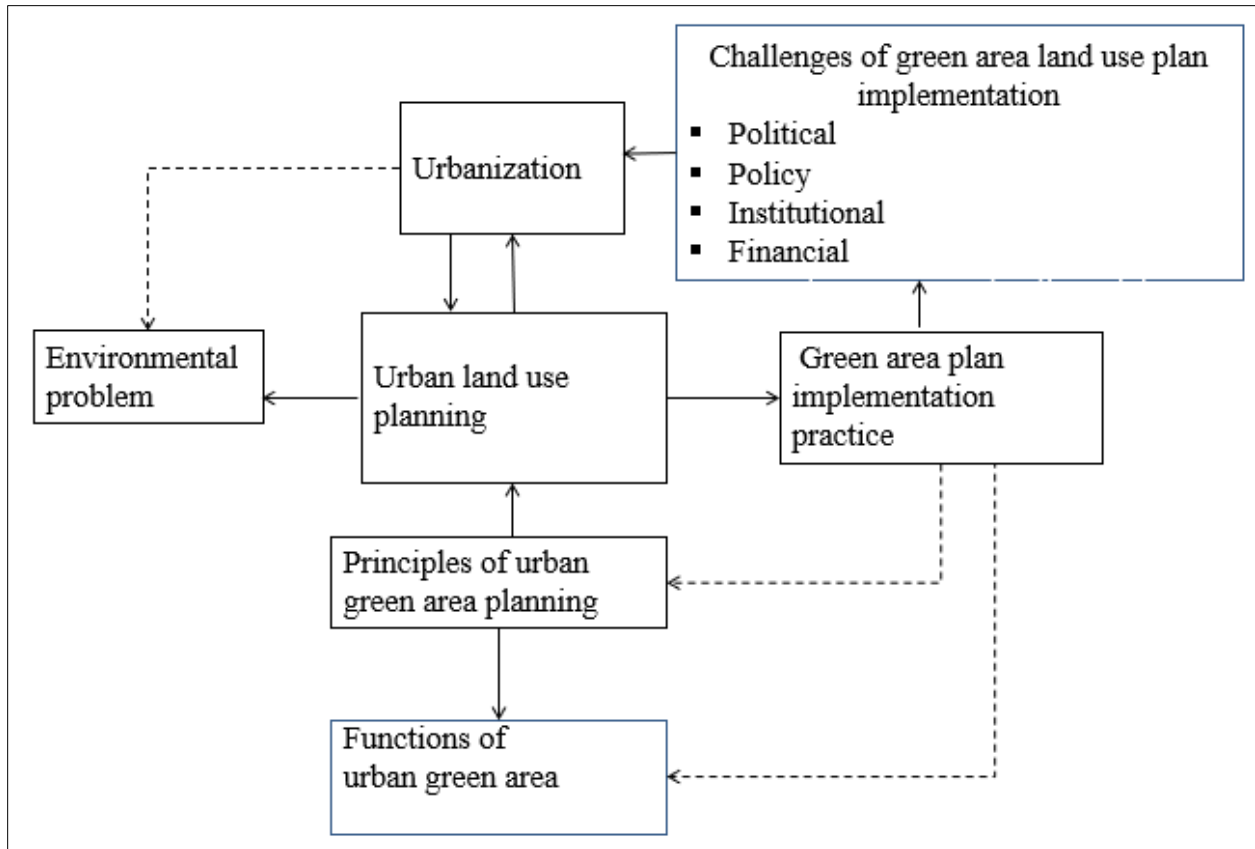 Challenges of green area land use plan
implementation
▪ Political
▪ Policy
▪ Institutional
▪ Financial
Urbanization
Environmental
problem
Urban land use
planning
Green area plan
implementation
practice
Principles of urban
green area planning
Functions of
urban green area